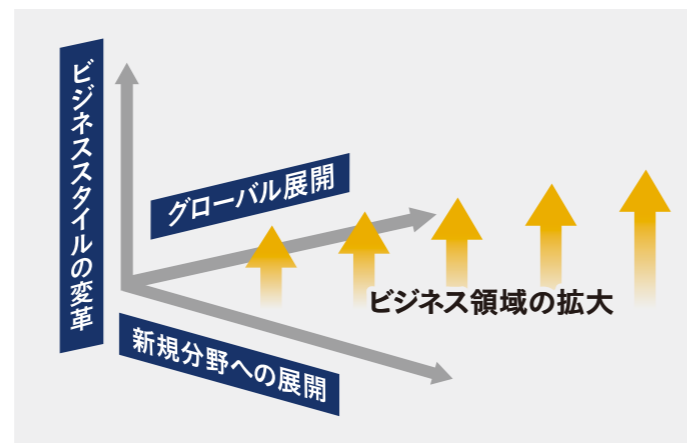 ビジネススタイルの変革
グローバル展開
ビジネス領域の拡大
新規分野への展開